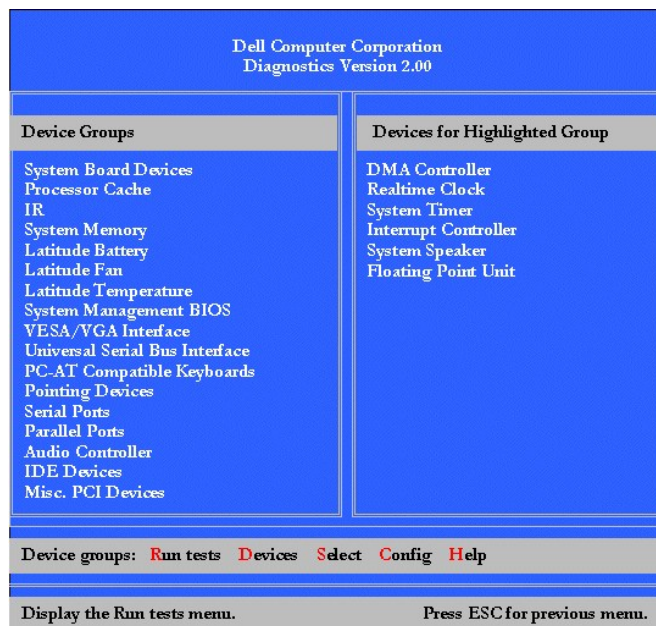 Dell Computer Corporation
Diagnostics Version 2.00
Device Groups
System Board Devices
Processor Cache
IR
System Memory
Latitude Battery
Latitude Fan
Latitude Temperature
System Management BIOS
VESA/VGA Interface
Universal Serial Bus Interface
PC-AT Compatible Keyboards
Pointing Devices
Serial Ports
Parallel Ports
Audio Controller
IDE Devices
Misc. PCI Devices
Devices for Highlighted Group
DMA Controller
Realtime Clock
System Timer
Interrupt Controller
System Speaker
Floating Point Unit
Device groups: Run tests Devices Select Config Help
Display the Run tests menu. Press ESC for previous menu.